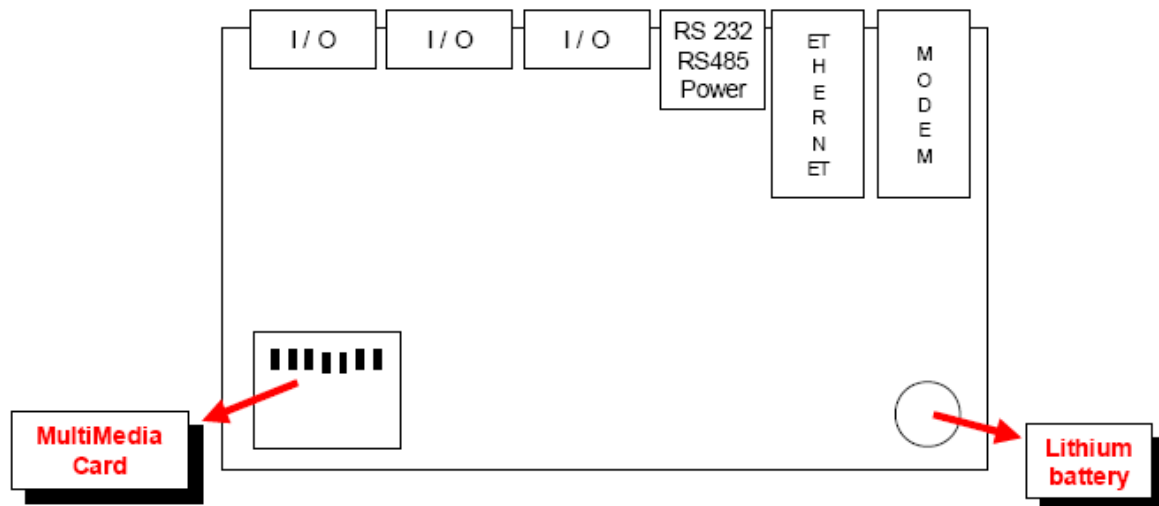 I / O
I / O
I / O
RS 232
RS485
Power
ET
H
E
R
N
ET
M
O
D
E
M
MultiMedia
Card
Lithium
battery